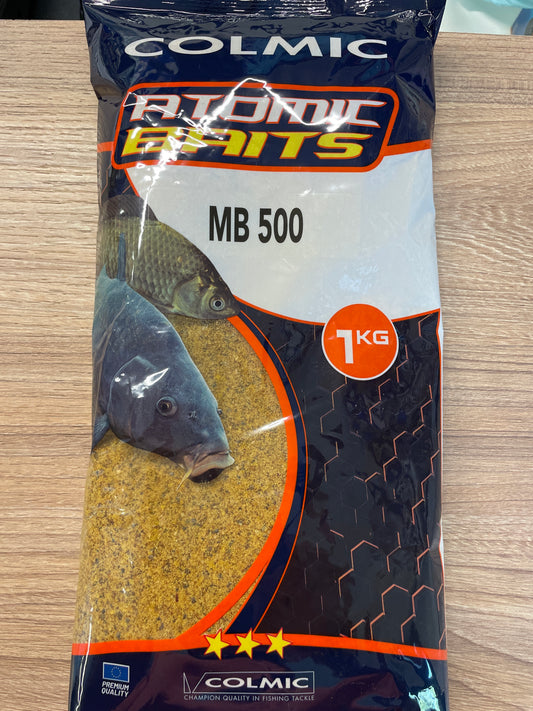 COLMIC
ATOMIC
BAITS
MB 500
1KG
PREMIUM
QUALITY
COLMIC
CHAMPION QUALITY IN FISHING TACKLE